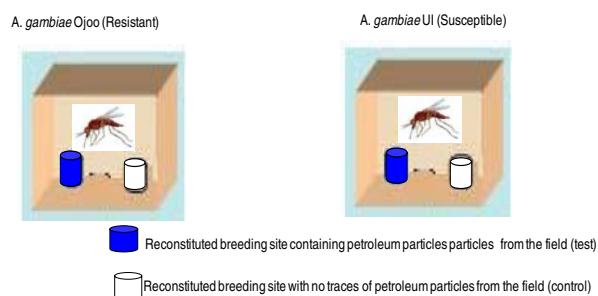 A. gambiae Ojoo (Resistant)
A. gambiae UI (Susceptible)
Reconstituted breeding site containing petroleum particles particles from the field (test)
Reconstituted breeding site with no traces of petroleum particles from the field (control)